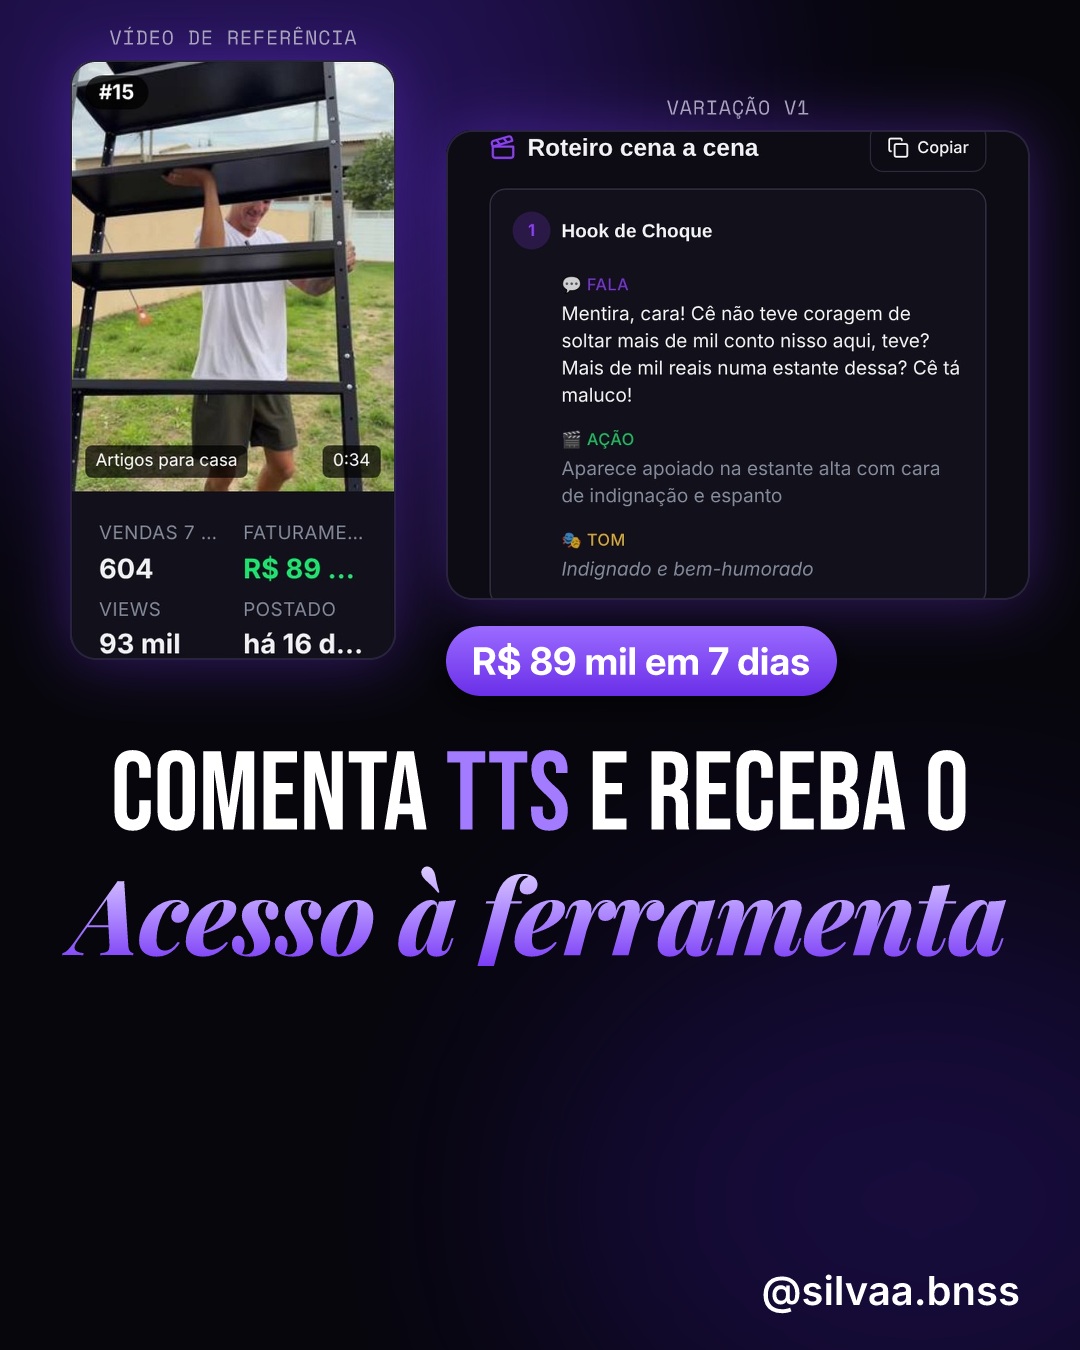 VÍDEO DE REFERÊNCIA
#15
Artigos para casa
0:34
VENDAS 7 ...
FATURAME...
604
R$ 89 ...
VIEWS
POSTADO
93 mil
há 16 d...
VARIAÇÃO V1
Roteiro cena a cena
Copiar
1
Hook de Choque
FALA
Mentira, cara! Cê não teve coragem de
soltar mais de mil conto nisso aqui, teve?
Mais de mil reais numa estante dessa? Cê tá
maluco!
AÇÃO
Aparece apoiado na estante alta com cara
de indignação e espanto
TOM
Indignado e bem-humorado
R$ 89 mil em 7 dias
COMENTA TTS E RECEBA O
Acesso à ferramenta
@silvaa.bnss